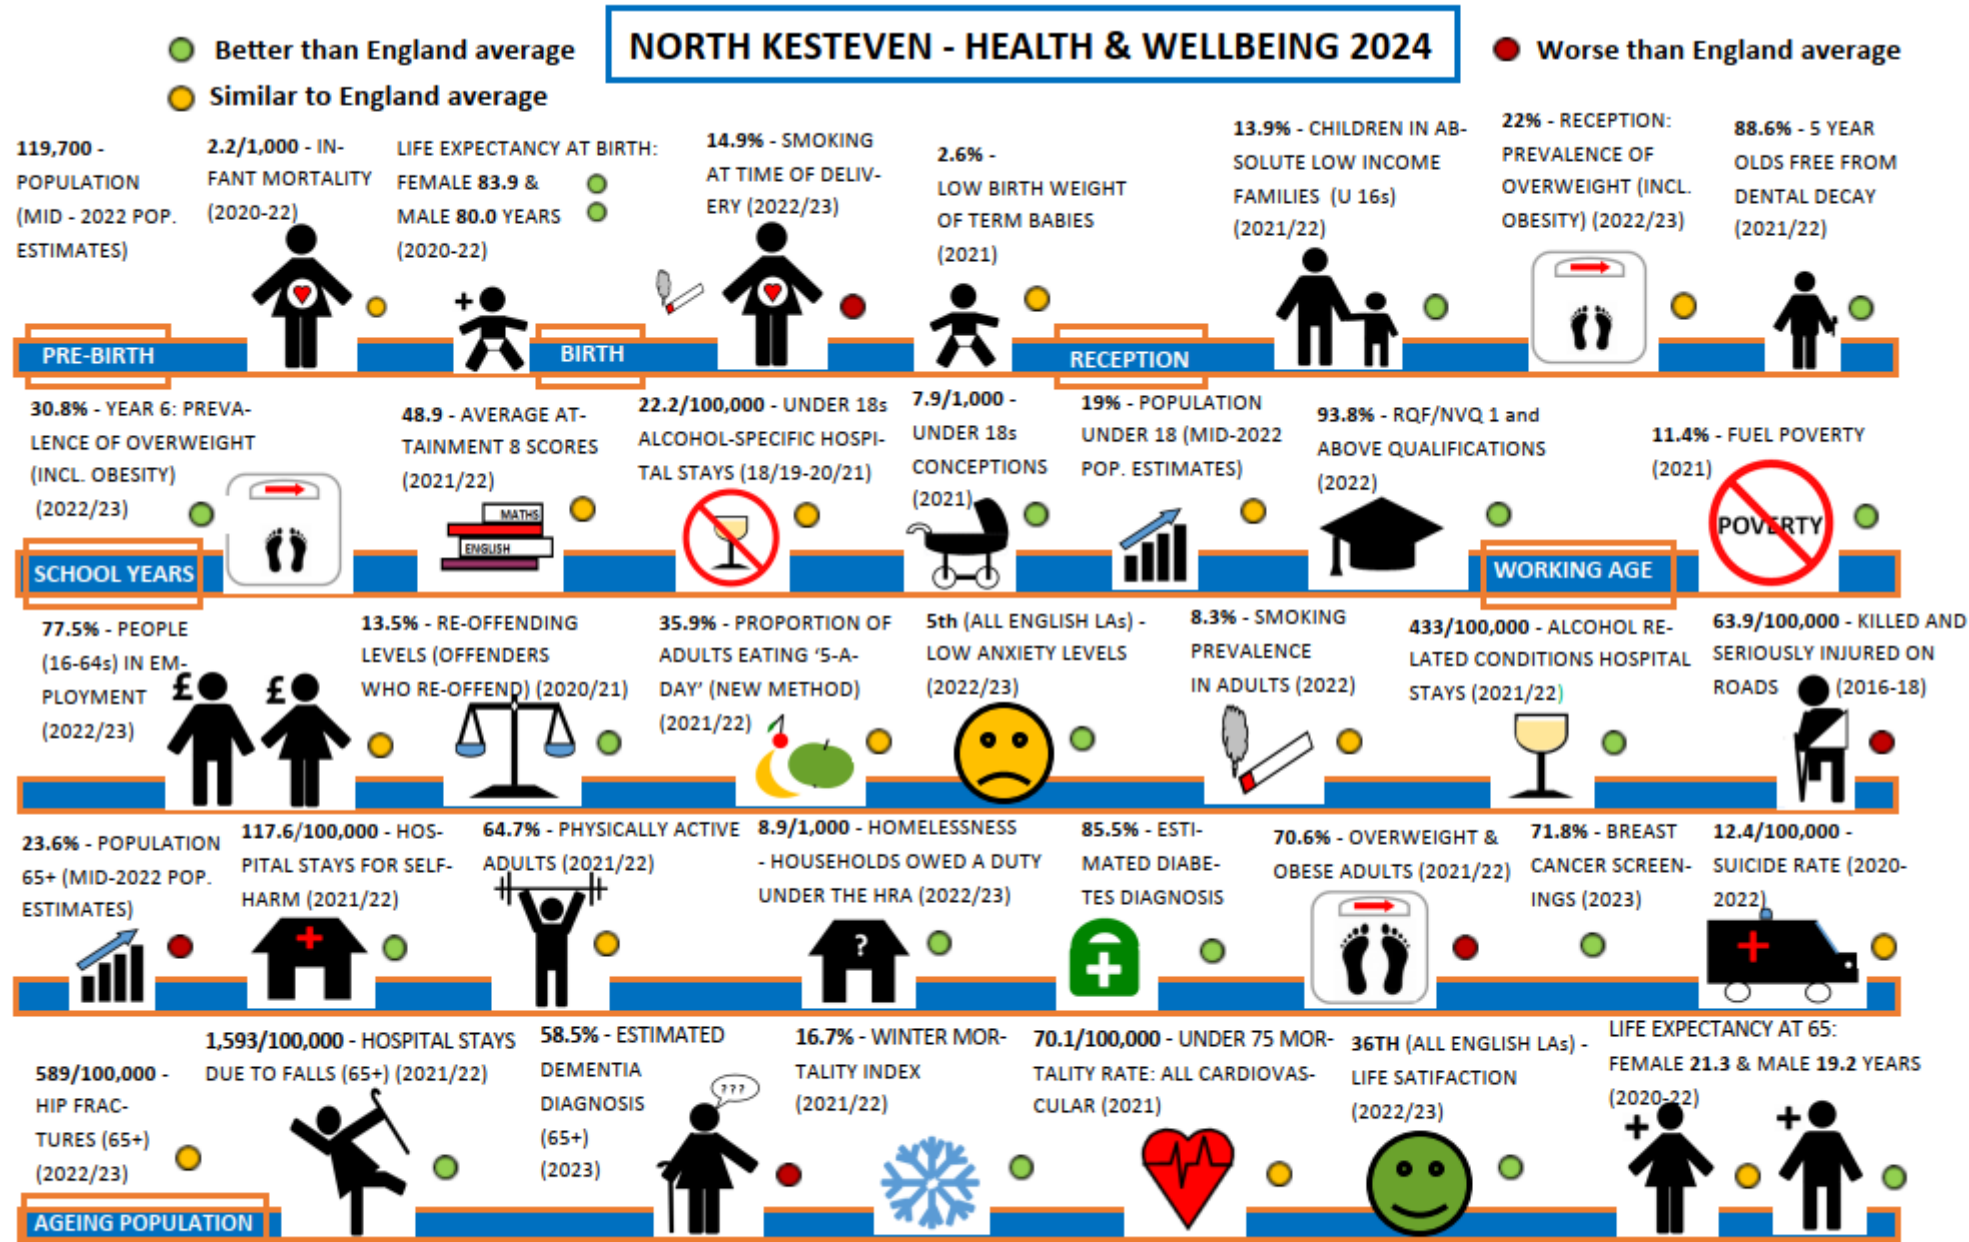 NORTH KESTEVEN - HEALTH & WELLBEING 2024
Better than England average
Similar to England average
Worse than England average
119,700 -
POPULATION
(MID - 2022 POP.
ESTIMATES)
2.2/1,000 - IN-
FANT MORTALITY
(2020-22)
LIFE EXPECTANCY AT BIRTH:
FEMALE 83.9 &
MALE 80.0 YEARS
(2020-22)
+
14.9% - SMOKING
AT TIME OF DELIV-
ERY (2022/23)
2.6% -
LOW BIRTH WEIGHT
OF TERM BABIES
(2021)
13.9% - CHILDREN IN AB-
SOLUTE LOW INCOME
FAMILIES (U 16s)
(2021/22)
22% - RECEPTION:
PREVALENCE OF
OVERWEIGHT (INCL.
OBESITY) (2022/23)
88.6% - 5 YEAR
OLDS FREE FROM
DENTAL DECAY
(2021/22)
PRE-BIRTH
BIRTH
RECEPTION
30.8% - YEAR 6: PREVA-
LENCE OF OVERWEIGHT
(INCL. OBESITY)
(2022/23)
48.9 - AVERAGE AT-
TAINMENT 8 SCORES
(2021/22)
MATHS
ENGLISH
22.2/100,000 - UNDER 18s
ALCOHOL-SPECIFIC HOSPI-
TAL STAYS (18/19-20/21)
7.9/1,000 -
UNDER 18s
CONCEPTIONS
(2021)
19% - POPULATION
UNDER 18 (MID-2022
POP. ESTIMATES)
93.8% - RQF/NVQ 1 and
ABOVE QUALIFICATIONS
(2022)
11.4% - FUEL POVERTY
(2021)
POVERTY
SCHOOL YEARS
WORKING AGE
77.5% - PEOPLE
(16-64s) IN EM-
PLOYMENT
(2022/23)
£
£
13.5% - RE-OFFENDING
LEVELS (OFFENDERS
WHO RE-OFFEND) (2020/21)
35.9% - PROPORTION OF
ADULTS EATING ‘5-A-
DAY’ (NEW METHOD)
(2021/22)
5th (ALL ENGLISH LAs) -
LOW ANXIETY LEVELS
(2022/23)
8.3% - SMOKING
PREVALENCE
IN ADULTS (2022)
433/100,000 - ALCOHOL RE-
LATED CONDITIONS HOSPITAL
STAYS (2021/22)
63.9/100,000 - KILLED AND
SERIOUSLY INJURED ON
ROADS (2016-18)
23.6% - POPULATION
65+ (MID-2022 POP.
ESTIMATES)
117.6/100,000 - HOS-
PITAL STAYS FOR SELF-
HARM (2021/22)
64.7% - PHYSICALLY ACTIVE
ADULTS (2021/22)
8.9/1,000 - HOMELESSNESS
- HOUSEHOLDS OWED A DUTY
UNDER THE HRA (2022/23)
?
85.5% - ESTI-
MATED DIABE-
TES DIAGNOSIS
70.6% - OVERWEIGHT &
OBESE ADULTS (2021/22)
71.8% - BREAST
CANCER SCREEN-
INGS (2023)
12.4/100,000 -
SUICIDE RATE (2020-
2022)
589/100,000 -
HIP FRAC-
TURES (65+)
(2022/23)
1,593/100,000 - HOSPITAL STAYS
DUE TO FALLS (65+) (2021/22)
58.5% - ESTIMATED
DEMENTIA
DIAGNOSIS
(65+)
(2023)
???
16.7% - WINTER MOR-
TALITY INDEX
(2021/22)
70.1/100,000 - UNDER 75 MOR-
TALITY RATE: ALL CARDIOVAS-
CULAR (2021)
36TH (ALL ENGLISH LAs) -
LIFE SATIFACTION
(2022/23)
LIFE EXPECTANCY AT 65:
FEMALE 21.3 & MALE 19.2 YEARS
(2020-22)
+
+
AGEING POPULATION